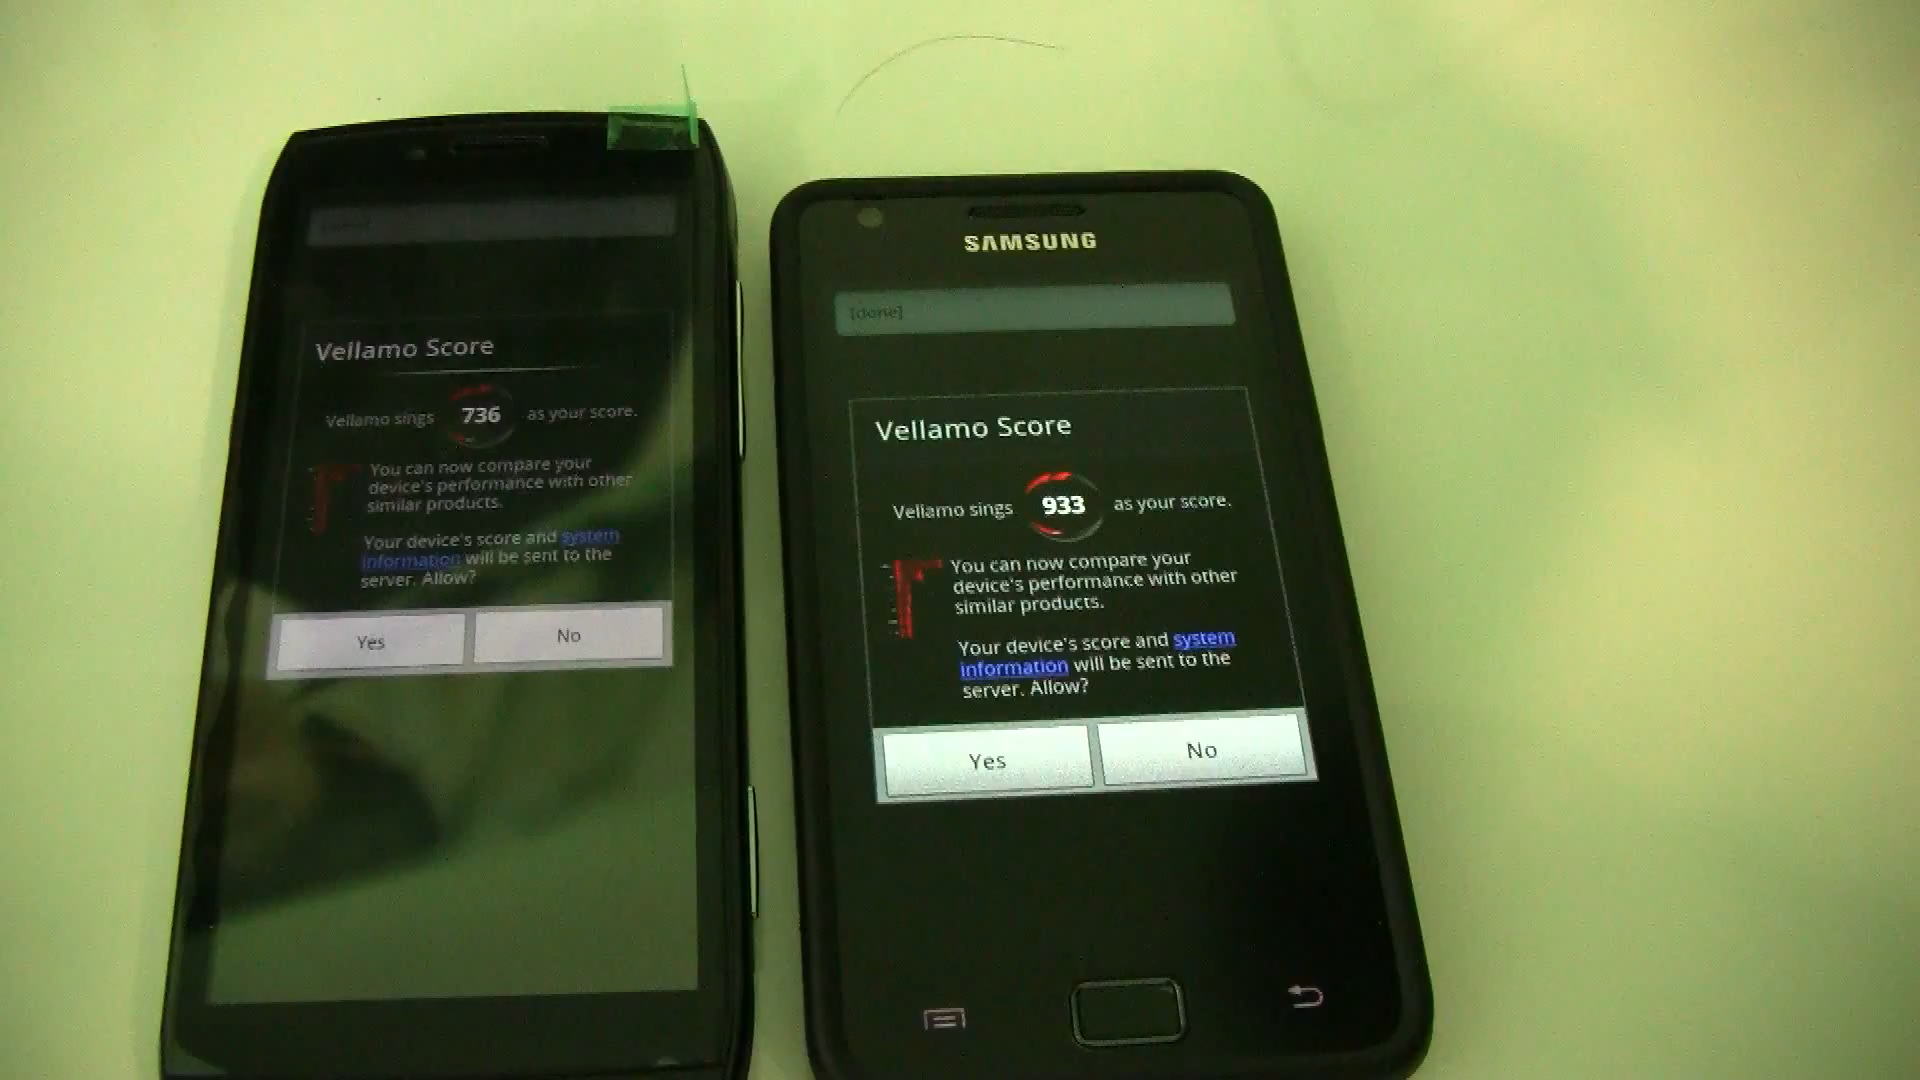 Vellamo Score
Vellamo sings 736 as your score.
You can now compare your
device's performance with other
similar products.
Your device's score and system
information will be sent to the
server. Allow?
Yes No
SAMSUNG
[done]
Vellamo Score
Vellamo sings 933 as your score.
You can now compare your
device's performance with other
similar products.
Your device's score and system
information will be sent to the
server. Allow?
Yes No